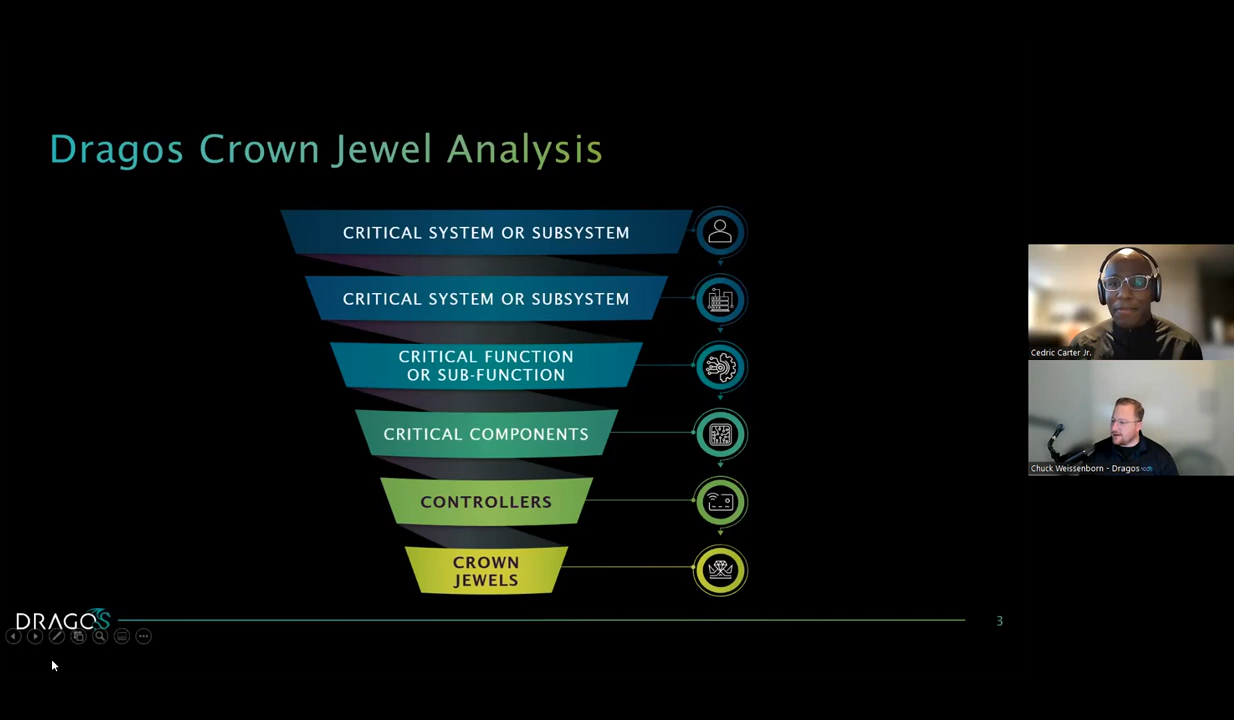 Dragos Crown Jewel Analysis
CRITICAL SYSTEM OR SUBSYSTEM
CRITICAL SYSTEM OR SUBSYSTEM
CRITICAL FUNCTION
OR SUB-FUNCTION
CRITICAL COMPONENTS
CONTROLLERS
CROWN
JEWELS
Cedric Carter Jr.
Chuck Weissenborn - Dragos
DRAGOS
3